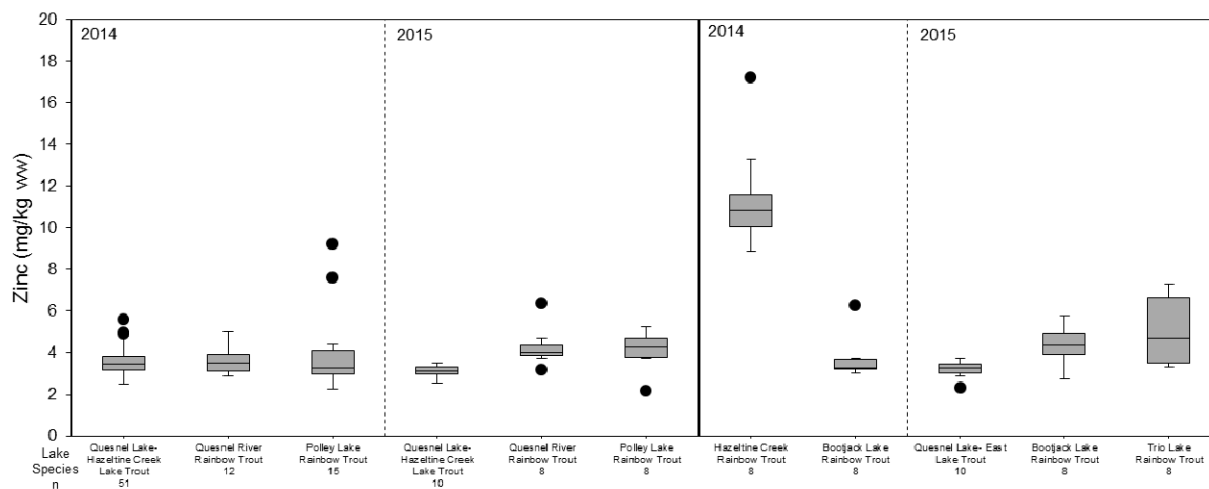 2014
2015
2014
2015
20
18
16
14
12
10
8
6
4
2
0
Zinc (mg/kg ww)
Lake
Species
n
Quesnel Lake-
Hazeltine Creek
Lake Trout
51
Quesnel River
Rainbow Trout
12
Polley Lake
Rainbow Trout
15
Quesnel Lake-
Hazeltine Creek
Lake Trout
10
Quesnel River
Rainbow Trout
8
Polley Lake
Rainbow Trout
8
Hazeltine Creek
Rainbow Trout
8
Bootjack Lake
Rainbow Trout
8
Quesnel Lake- East
Lake Trout
10
Bootjack Lake
Rainbow Trout
8
Trio Lake
Rainbow Trout
8